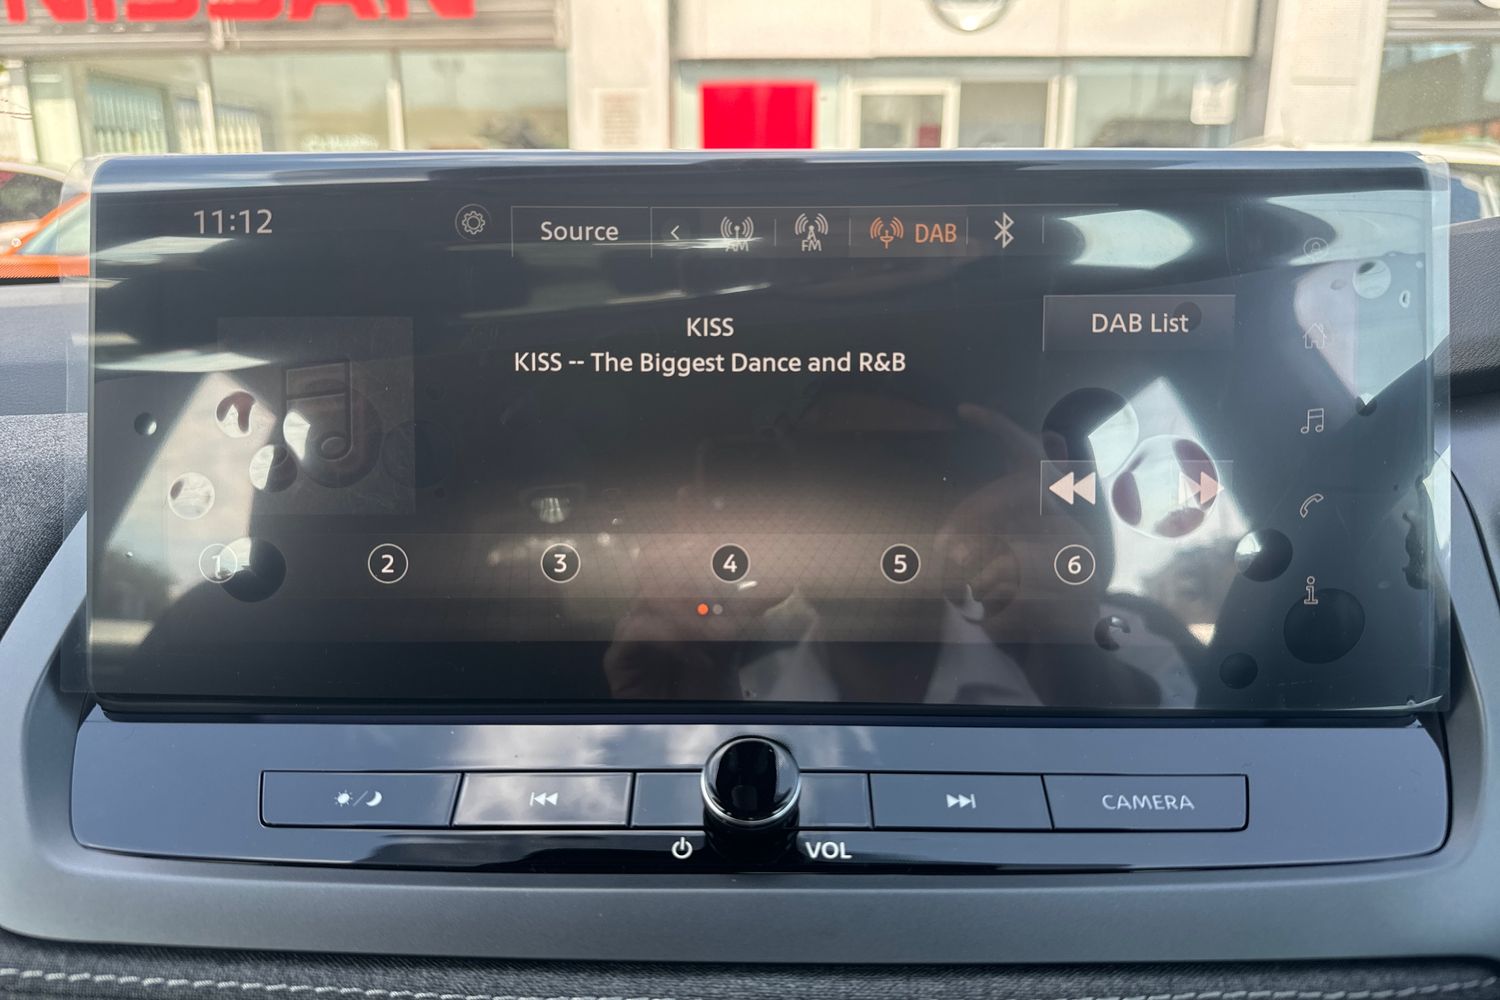 NISSAN
11:12
Source
AM
FM
DAB
KISS
KISS -- The Biggest Dance and R&B
DAB List
1
2
3
4
5
6
CAMERA
VOL